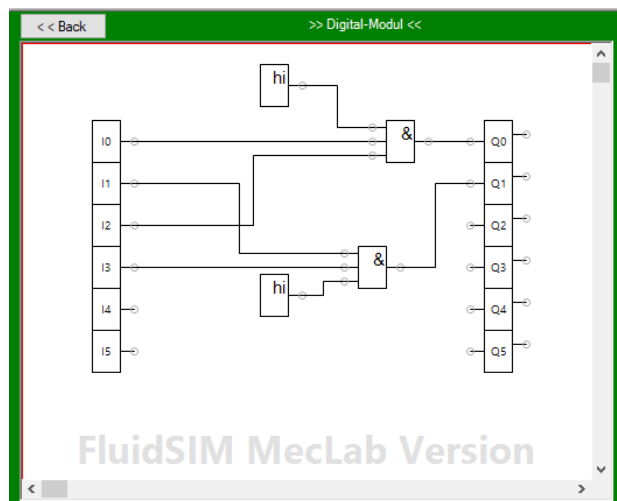 < < Back
>> Digital-Modul <<
hi
&
I0
Q0
I1
Q1
I2
Q2
&
I3
Q3
hi
I4
Q4
I5
Q5
FluidSIM MecLab Version